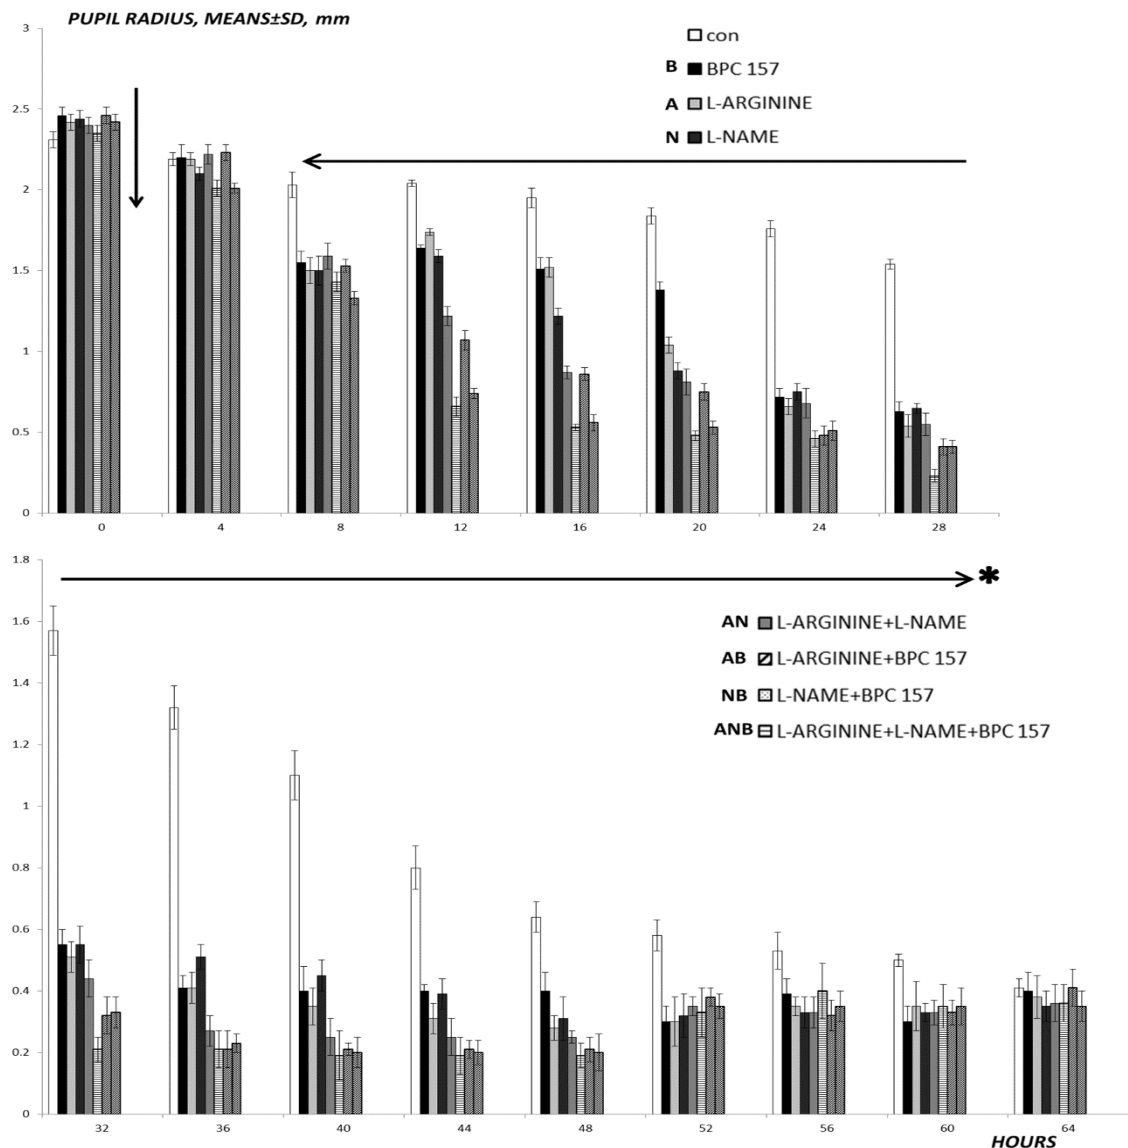 PUPIL RADIUS, MEANS±SD, mm
3
2.5
2
1.5
1
0.5
0
con
B BPC 157
A L-ARGININE
N L-NAME
0 4 8 12 16 20 24 28
1.8
1.6
1.4
1.2
1
0.8
0.6
0.4
0.2
0
*
AN L-ARGININE+L-NAME
AB L-ARGININE+BPC 157
NB L-NAME+BPC 157
ANB L-ARGININE+L-NAME+BPC 157
32 36 40 44 48 52 56 60 64
HOURS